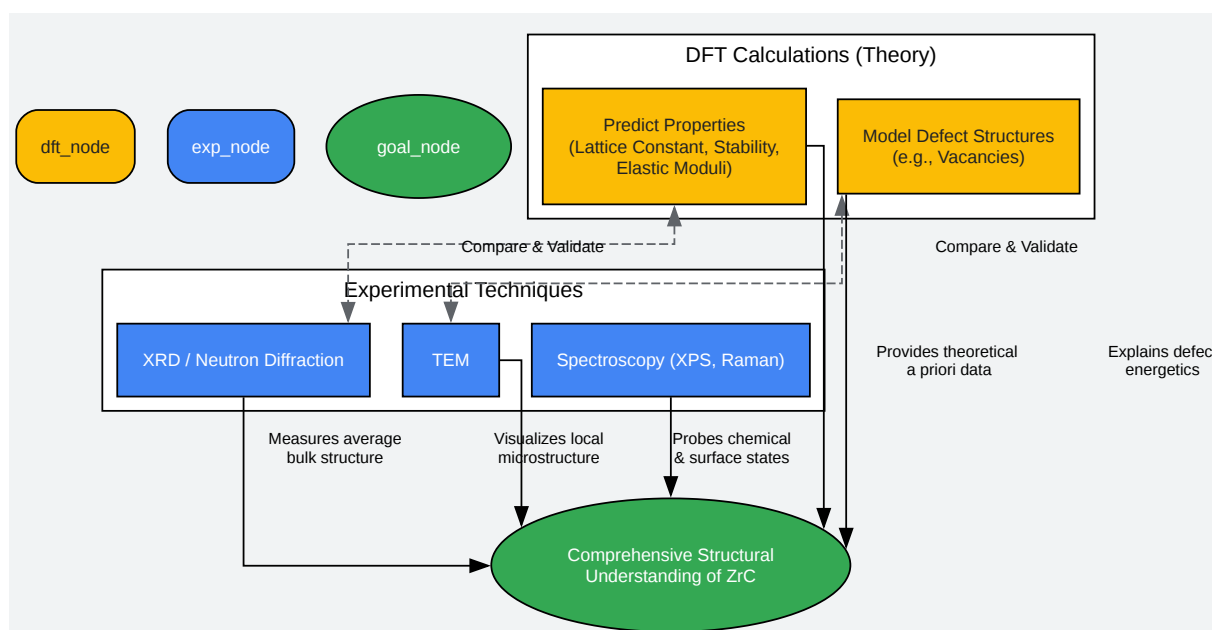 DFT Calculations (Theory)
dft_node
exp_node
goal_node
Predict Properties
(Lattice Constant, Stability,
Elastic Moduli)
Model Defect Structures
(e.g., Vacancies)
Compare & Validate
Compare & Validate
Experimental Techniques
XRD / Neutron Diffraction
TEM
Spectroscopy (XPS, Raman)
Provides theoretical
a priori data
Explains defec
energetics
Measures average
bulk structure
Visualizes local
microstructure
Probes chemical
& surface states
Comprehensive Structural
Understanding of ZrC